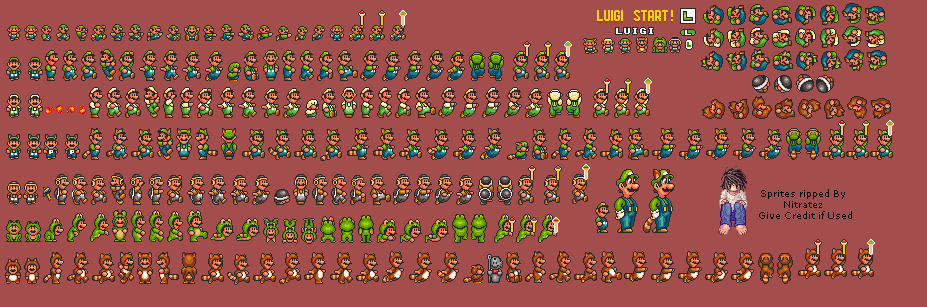 LUIGI START! L
LUIGI
L
Sprites ripped By
Nitratez
Give Credit if Used